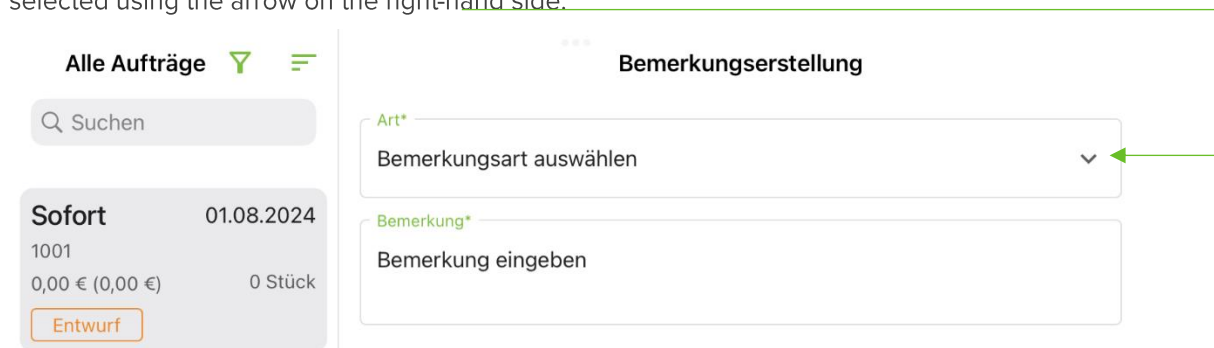 selected using the arrow on the right-hand side.
Alle Aufträge
Suchen
Sofort 01.08.2024
1001
0,00 € (0,00 €) 0 Stück
Entwurf
Bemerkungserstellung
Art*
Bemerkungsart auswählen
Bemerkung*
Bemerkung eingeben